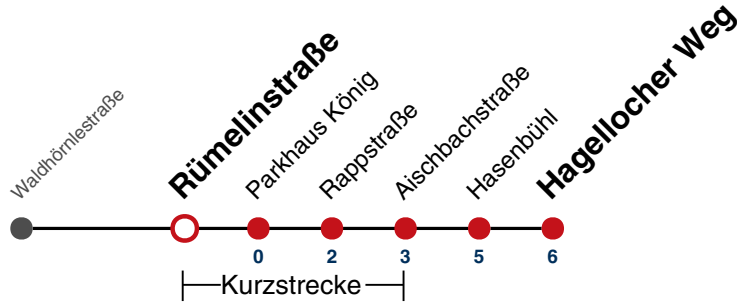 Waldhörnlestraße
Rümelinstraße
Parkhaus König
Rappstraße
Aischbachstraße
Hasenbühl
Hagellocher Weg
0 2 3 5 6
Kurzstrecke